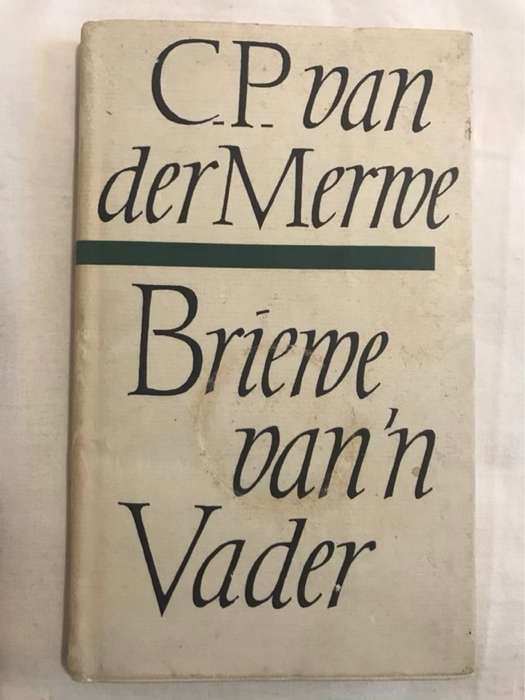 C.P. van
der Merwe
Briewe
van 'n
Vader